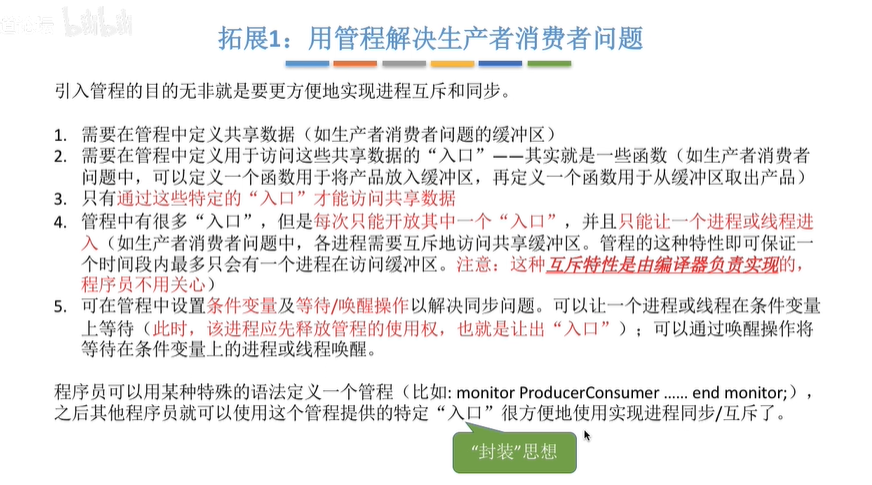 拓展1：用管程解决生产者消费者问题
引入管程的目的无非就是要更方便地实现进程互斥和同步。
1. 需要在管程中定义共享数据（如生产者消费者问题的缓冲区）
2. 需要在管程中定义用于访问这些共享数据的“入口”——其实就是一些函数（如生产者消费者
问题中，可以定义一个函数用于将产品放入缓冲区，再定义一个函数用于从缓冲区取出产品）
3. 只有通过这些特定的“入口”才能访问共享数据
4. 管程中有很多“入口”，但是每次只能开放其中一个“入口”，并且只能让一个进程或线程进
入（如生产者消费者问题中，各进程需要互斥地访问共享缓冲区。管程的这种特性即可保证一
个时间段内最多只会有一个进程在访问缓冲区。注意：这种互斥特性是由编译器负责实现的，
程序员不用关心）
5. 可在管程中设置条件变量及等待/唤醒操作以解决同步问题。可以让一个进程或线程在条件变量
上等待（此时，该进程应先释放管程的使用权，也就是让出“入口”）；可以通过唤醒操作将
等待在条件变量上的进程或线程唤醒。
程序员可以用某种特殊的语法定义一个管程（比如: monitor ProducerConsumer …… end monitor;），
之后其他程序员就可以使用这个管程提供的特定“入口”很方便地使用实现进程同步/互斥了。
“封装”思想